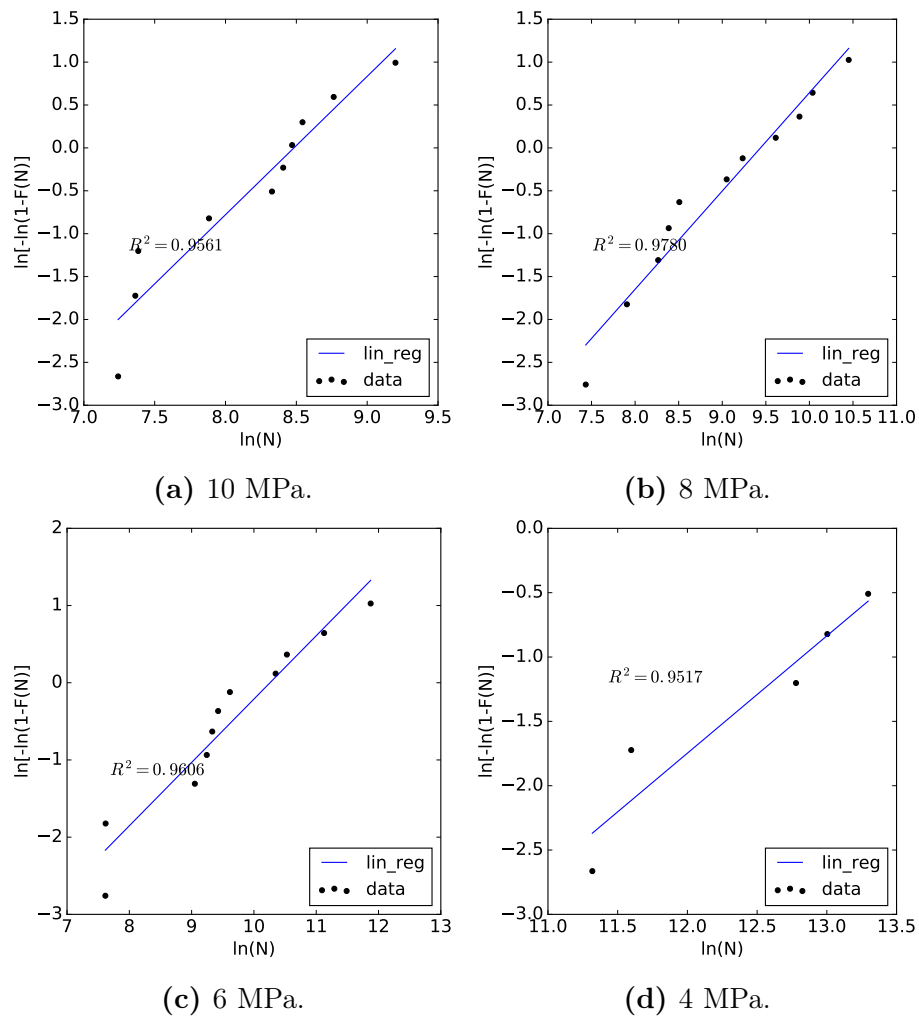 1.5
1.0
0.5
0.0
−0.5
−1.0
−1.5
−2.0
−2.5
−3.0
7.0 7.5 8.0 8.5 9.0 9.5
ln(N)
ln[-ln(1-F(N)]
R² = 0.9561
lin_reg
data
(a) 10 MPa.
1.5
1.0
0.5
0.0
−0.5
−1.0
−1.5
−2.0
−2.5
−3.0
7.0 7.5 8.0 8.5 9.0 9.5 10.0 10.5 11.0
ln(N)
ln[-ln(1-F(N)]
R² = 0.9780
lin_reg
data
(b) 8 MPa.
2
1
0
−1
−2
−3
7 8 9 10 11 12 13
ln(N)
ln[-ln(1-F(N)]
R² = 0.9606
lin_reg
data
(c) 6 MPa.
0.0
−0.5
−1.0
−1.5
−2.0
−2.5
−3.0
11.0 11.5 12.0 12.5 13.0 13.5
ln(N)
ln[-ln(1-F(N)]
R² = 0.9517
lin_reg
data
(d) 4 MPa.